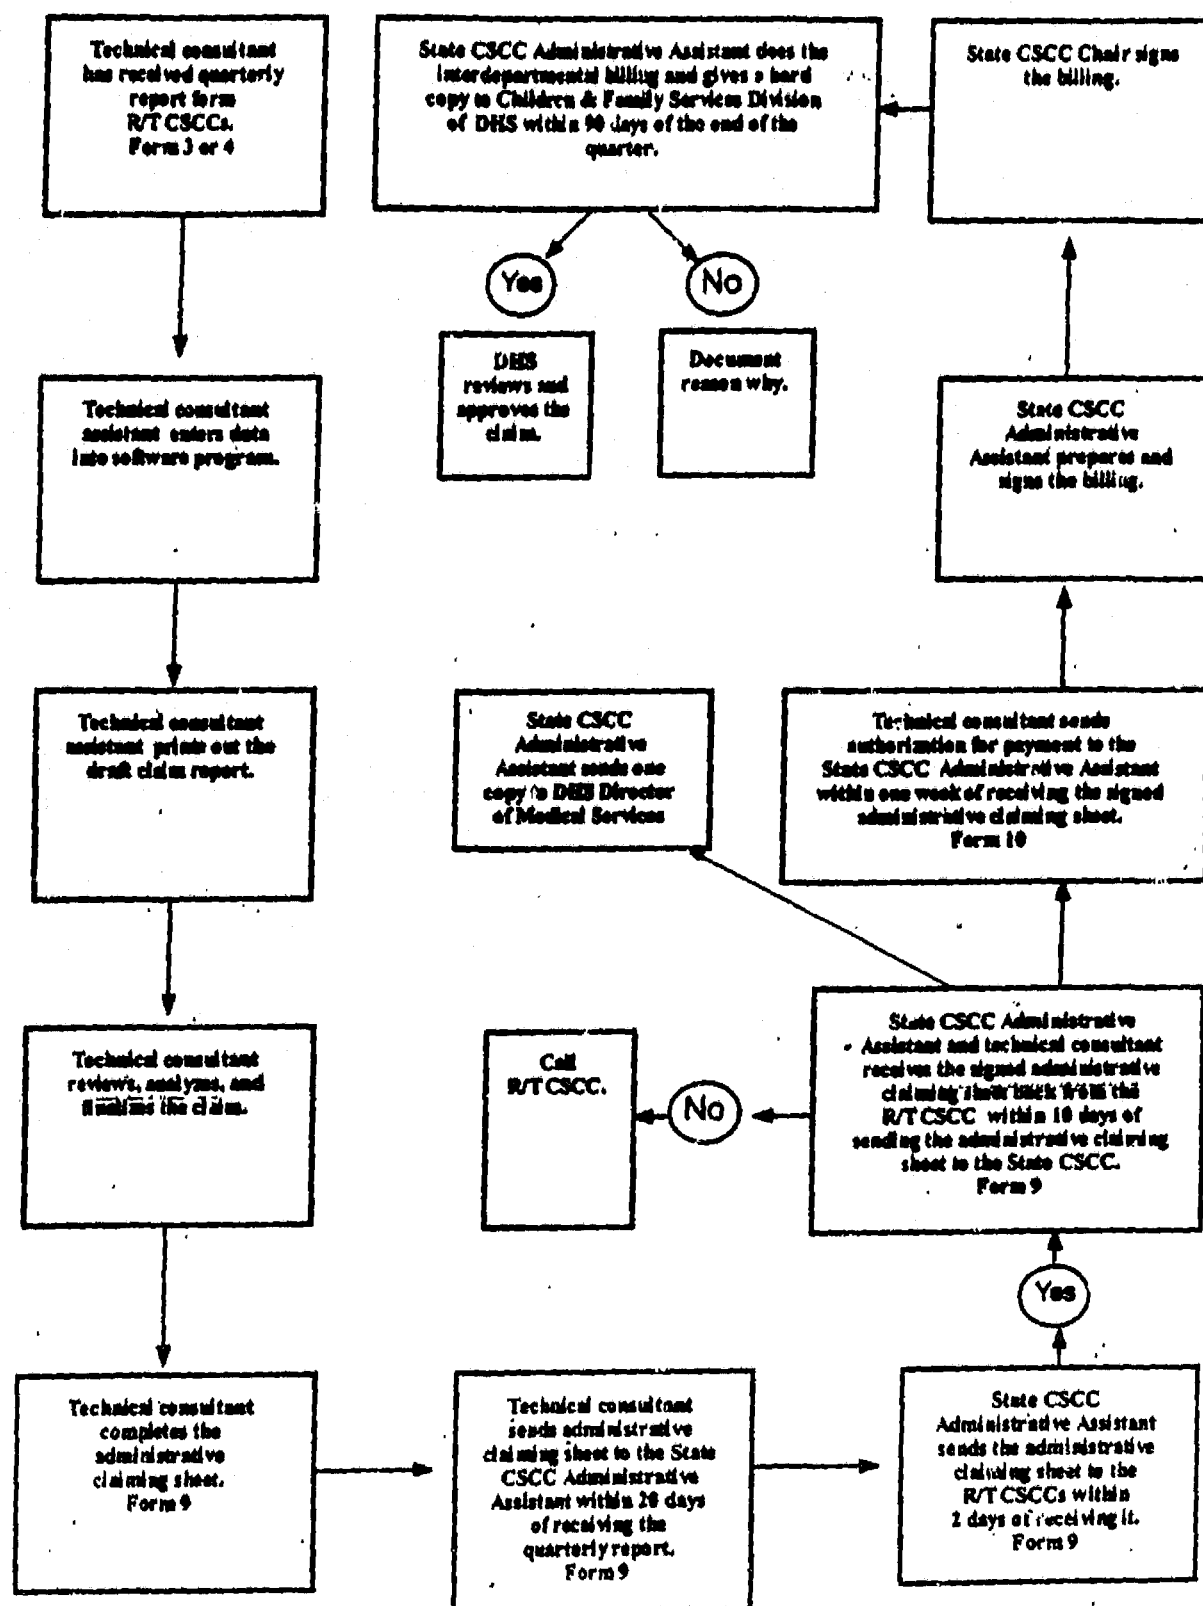 Technical consultant
has received quarterly
report form
R/T CSCCs.
Form 3 or 4
State CSCC Administrative Assistant does the
interdepartmental billing and gives a hard
copy to Children & Family Services Division
of DHS within 90 days of the end of the
quarter.
State CSCC Chair signs
the billing.
Yes
No
DHS
reviews and
approves the
claim.
Document
reason why.
Technical consultant
assistant enters data
into software program.
State CSCC
Administrative
Assistant prepares and
signs the billing.
Technical consultant
assistant prints out the
draft claim report.
State CSCC
Administrative
Assistant sends one
copy to DHS Director
of Medical Services
Technical consultant sends
authorization for payment to the
State CSCC Administrative Assistant
within one week of receiving the signed
administrative claiming sheet.
Form 10
Technical consultant
reviews, analyzes, and
finalizes the claim.
Call
R/T CSCC.
No
State CSCC Administrative
Assistant and technical consultant
receives the signed administrative
claiming sheet back from the
R/T CSCC within 10 days of
sending the administrative claiming
sheet to the State CSCC.
Form 9
Yes
Technical consultant
completes the
administrative
claiming sheet.
Form 9
Technical consultant
sends administrative
claiming sheet to the State
CSCC Administrative
Assistant within 20 days
of receiving the
quarterly report.
Form 9
State CSCC
Administrative Assistant
sends the administrative
claiming sheet to the
R/T CSCCs within
2 days of receiving it.
Form 9